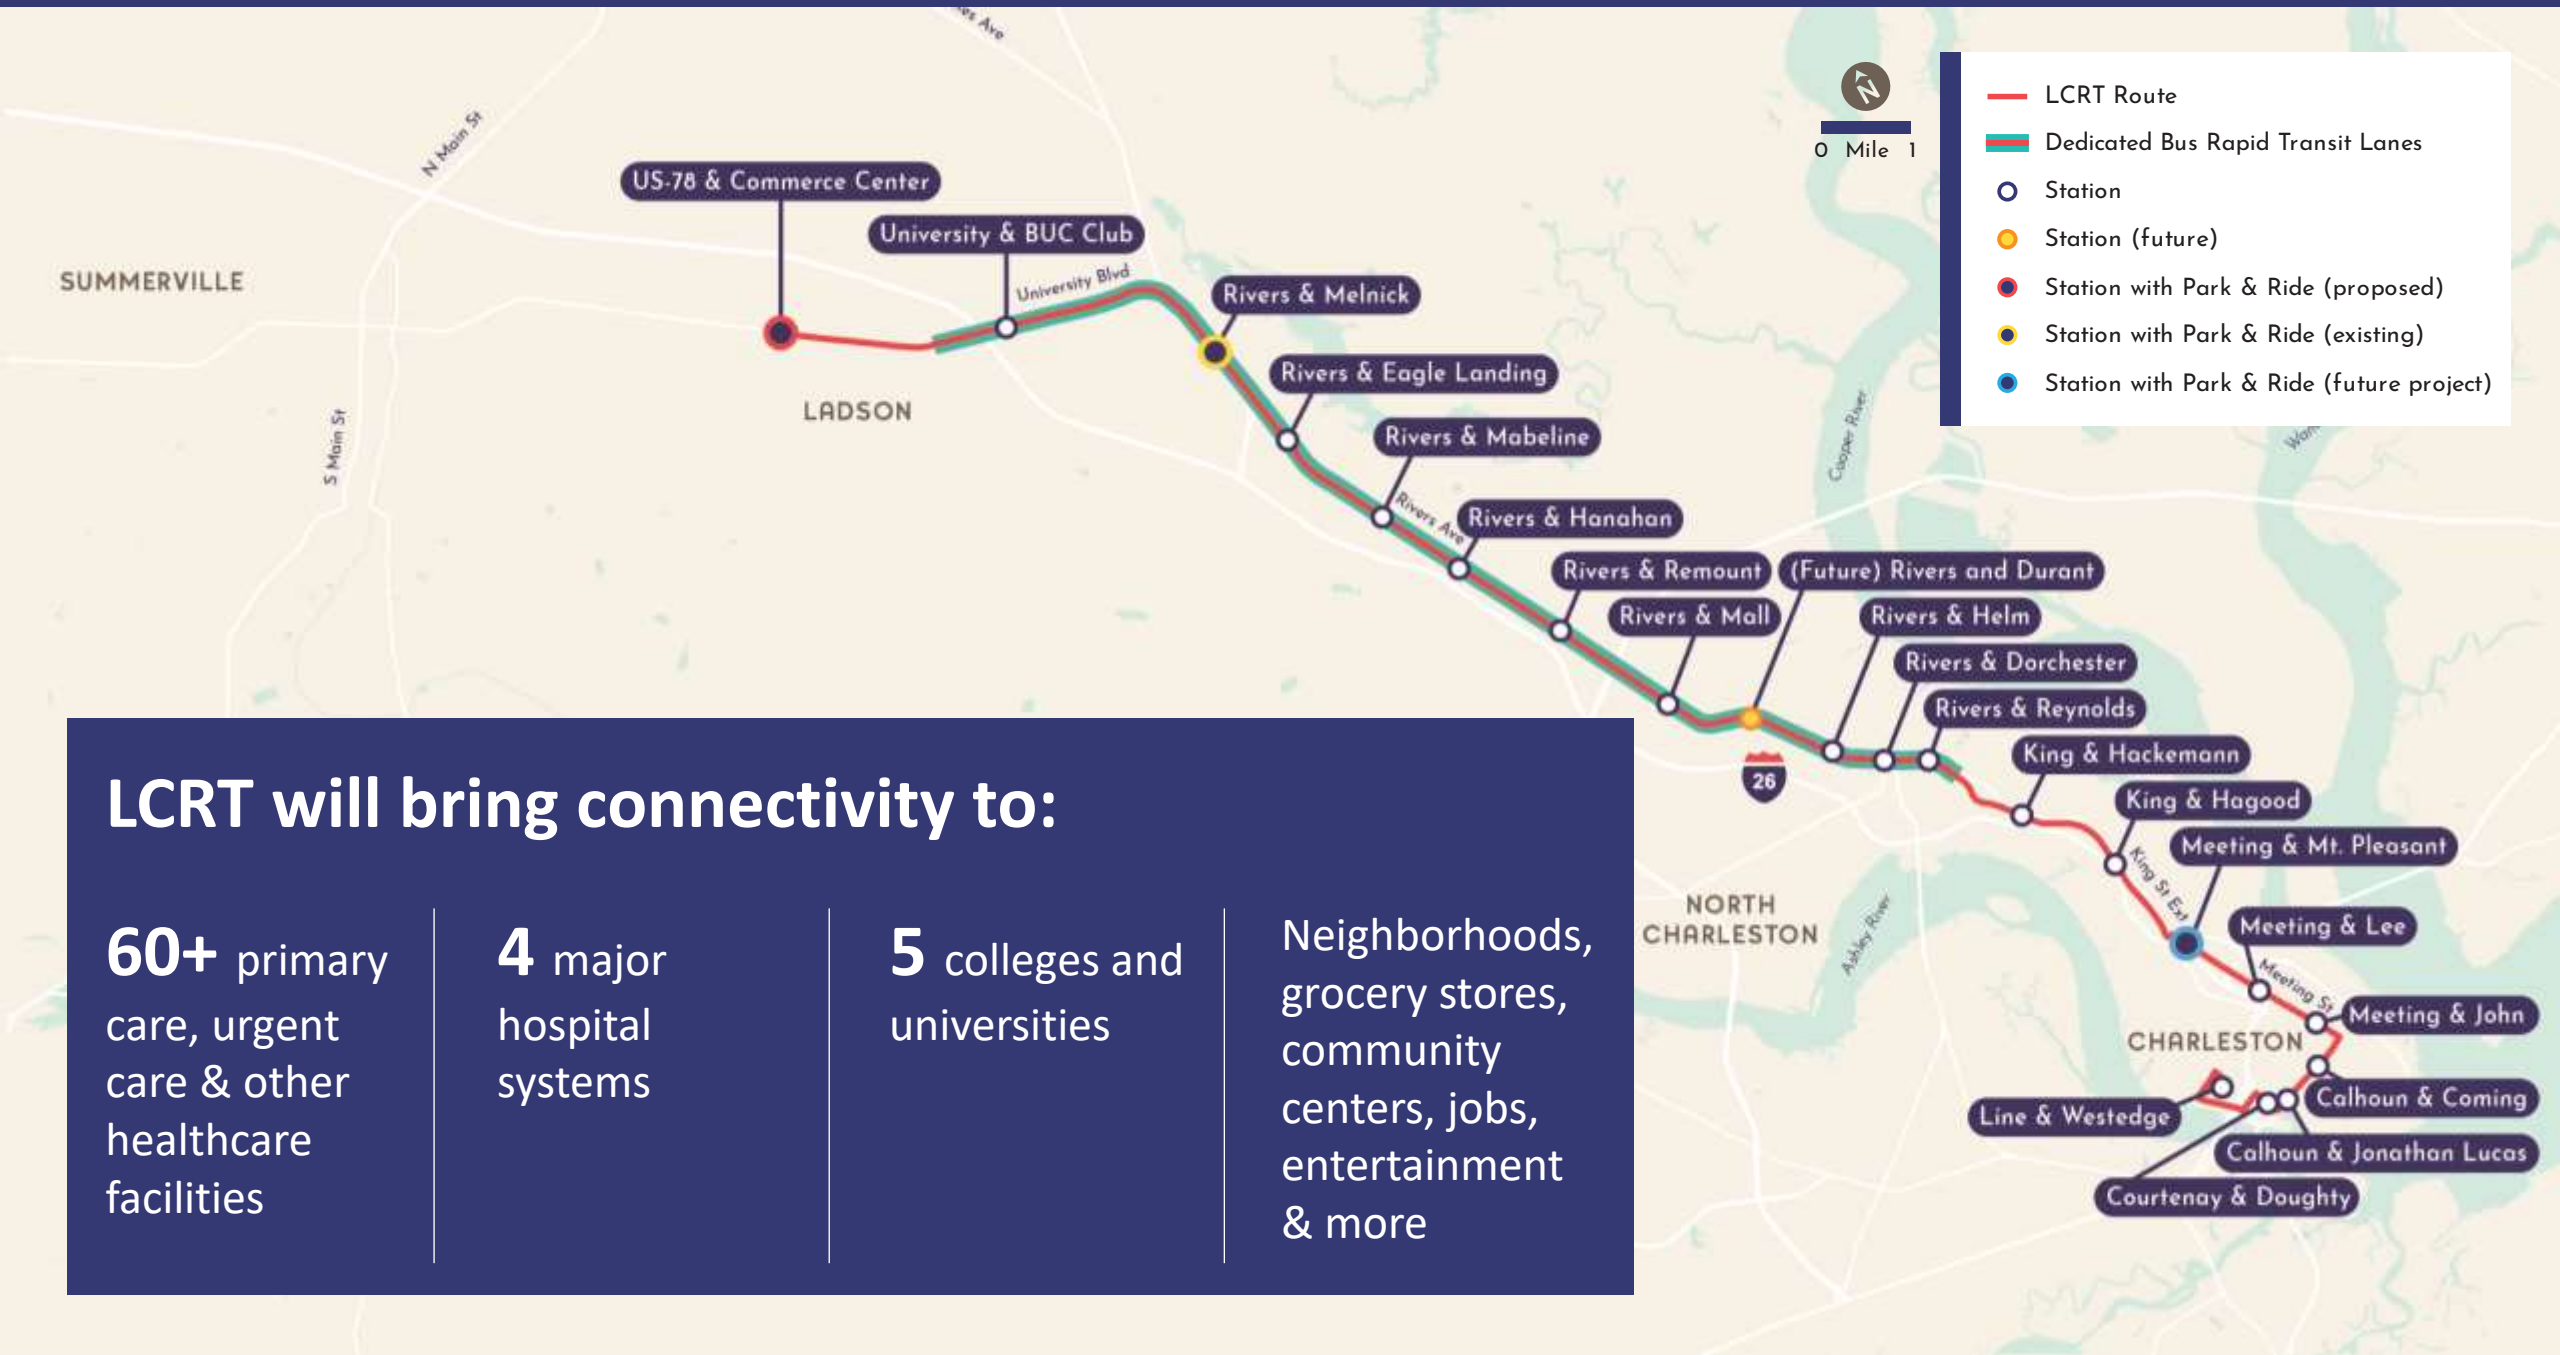 es Ave
N Main St
SUMMERVILLE
S Main St
US-78 & Commerce Center
University & BUC Club
University Blvd
LADSON
Rivers & Melnick
Rivers & Eagle Landing
Rivers & Mabeline
Rivers Ave
Rivers & Hanahan
Rivers & Remount
(Future) Rivers and Durant
Rivers & Mall
Rivers & Helm
Rivers & Dorchester
Rivers & Reynolds
26
King & Hackemann
King & Hagood
King St Ext
Meeting & Mt. Pleasant
Meeting & Lee
Meeting St
Meeting & John
CHARLESTON
Calhoun & Coming
Line & Westedge
Calhoun & Jonathan Lucas
Courtenay & Doughty
NORTH
CHARLESTON
Ashley River
Cooper River
N
0 Mile 1
LCRT Route
Dedicated Bus Rapid Transit Lanes
Station
Station (future)
Station with Park & Ride (proposed)
Station with Park & Ride (existing)
Station with Park & Ride (future project)
LCRT will bring connectivity to:
60+ primary
care, urgent
care & other
healthcare
facilities
4 major
hospital
systems
5 colleges and
universities
Neighborhoods,
grocery stores,
community
centers, jobs,
entertainment
& more